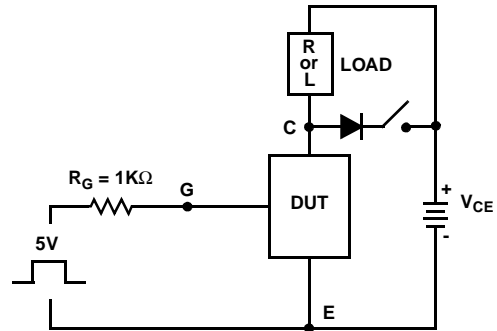 R
or
L
LOAD
C
R_G = 1KΩ
G
DUT
5V
+
V_CE
-
E